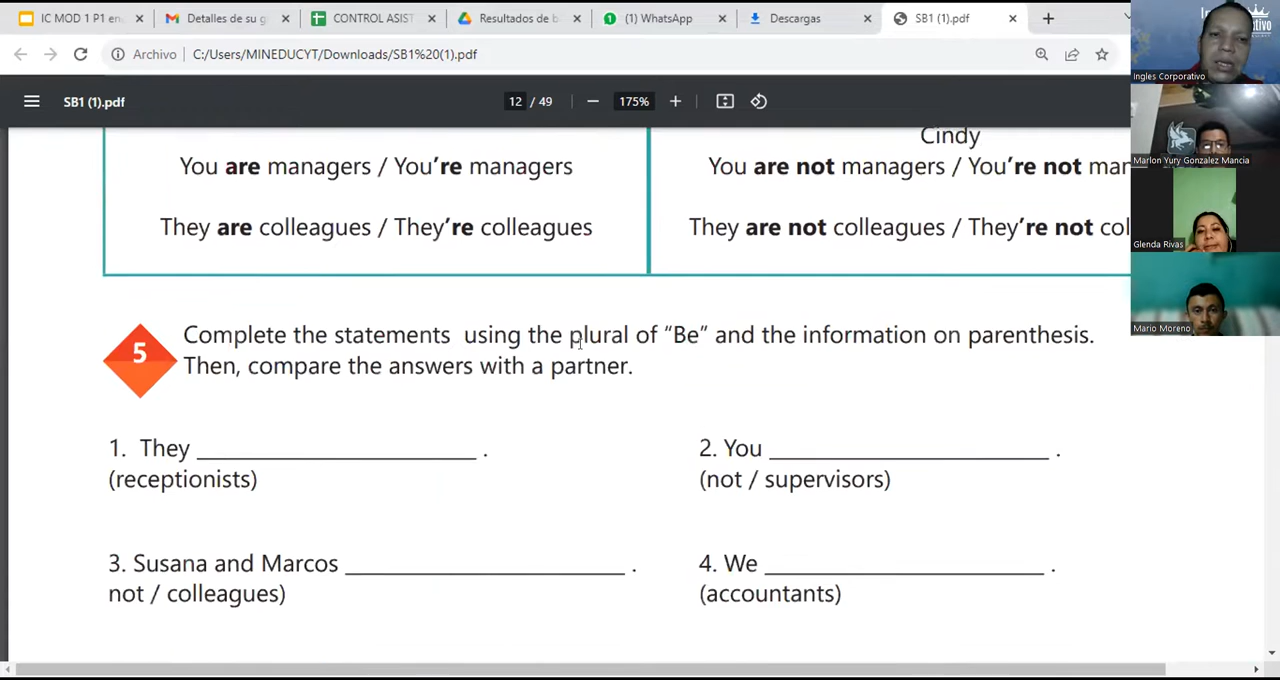 IC MOD 1 P1 en
Detalles de su g
CONTROL ASIST
Resultados de b
(1) WhatsApp
Descargas
SB1 (1).pdf
Archivo
C:/Users/MINEDUCYT/Downloads/SB1%20(1).pdf
SB1 (1).pdf
12 / 49
175%
Ingles Corporativo
Marlon Yury Gonzalez Mancia
Glenda Rivas
Mario Moreno
Cindy
You are managers / You're managers
You are not managers / You're not man
They are colleagues / They're colleagues
They are not colleagues / They're not col
5
Complete the statements using the plural of “Be” and the information on parenthesis.
Then, compare the answers with a partner.
1. They ______________________ .
(receptionists)
2. You ______________________ .
(not / supervisors)
3. Susana and Marcos ______________________ .
not / colleagues)
4. We ______________________ .
(accountants)